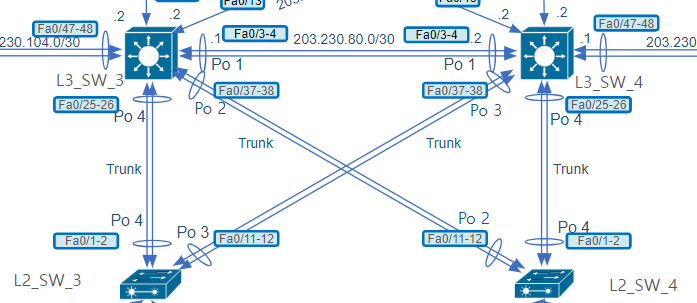 .2
.2
Fa0/13
.2
.2
Fa0/47-48
Fa0/47-48
230.104.0/30
.1
Fa0/3-4
203.230.80.0/30
Fa0/3-4
.2
.1
203.230
Po 1
Po 1
L3_SW_3
L3_SW_4
Fa0/25-26
Fa0/37-38
Fa0/37-38
Fa0/25-26
Po 4
Po 2
Po 3
Po 4
Trunk
Trunk
Trunk
Trunk
Po 4
Po 3
Po 2
Po 4
Fa0/1-2
Fa0/11-12
Fa0/11-12
Fa0/1-2
L2_SW_3
L2_SW_4